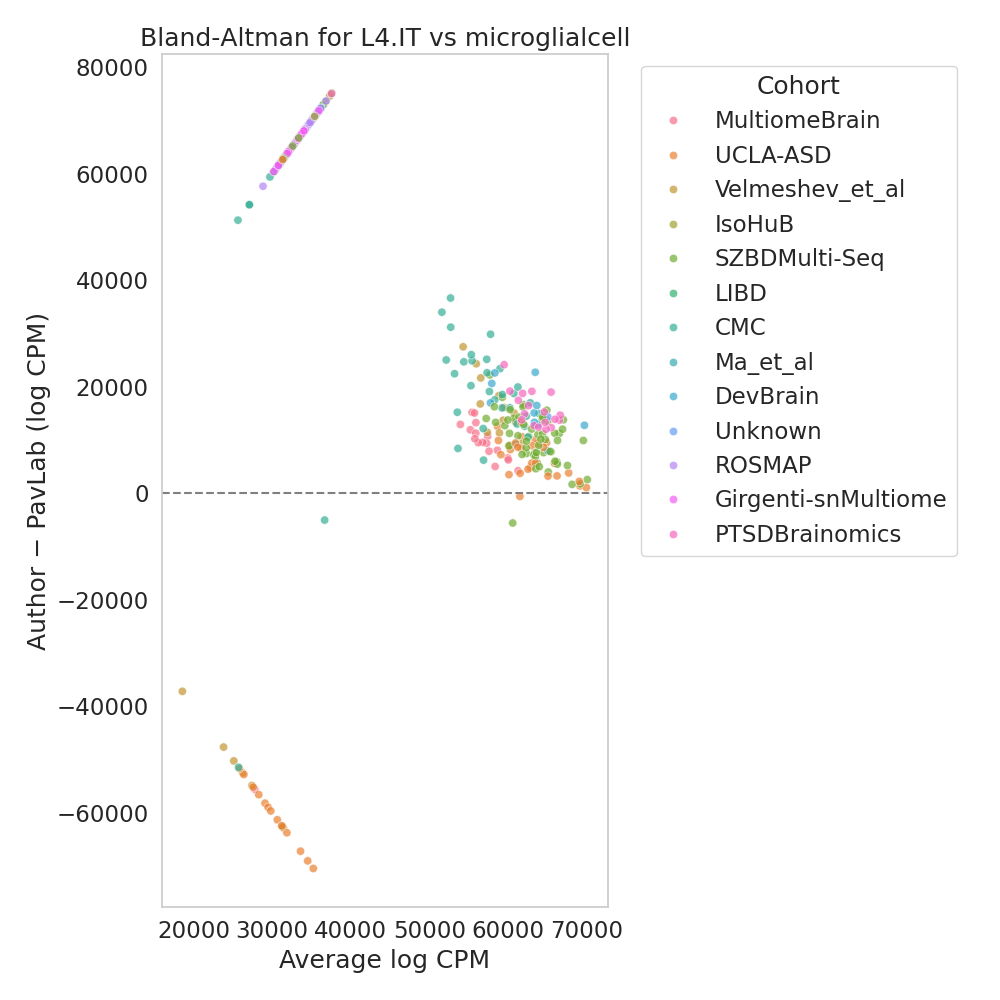 Bland-Altman for L4.IT vs microglialcell
80000
60000
40000
20000
0
−20000
−40000
−60000
Author − PavLab (log CPM)
20000 30000 40000 50000 60000 70000
Average log CPM
Cohort
MultiomeBrain
UCLA-ASD
Velmeshev_et_al
IsoHuB
SZBDMulti-Seq
LIBD
CMC
Ma_et_al
DevBrain
Unknown
ROSMAP
Girgenti-snMultiome
PTSDBrainomics